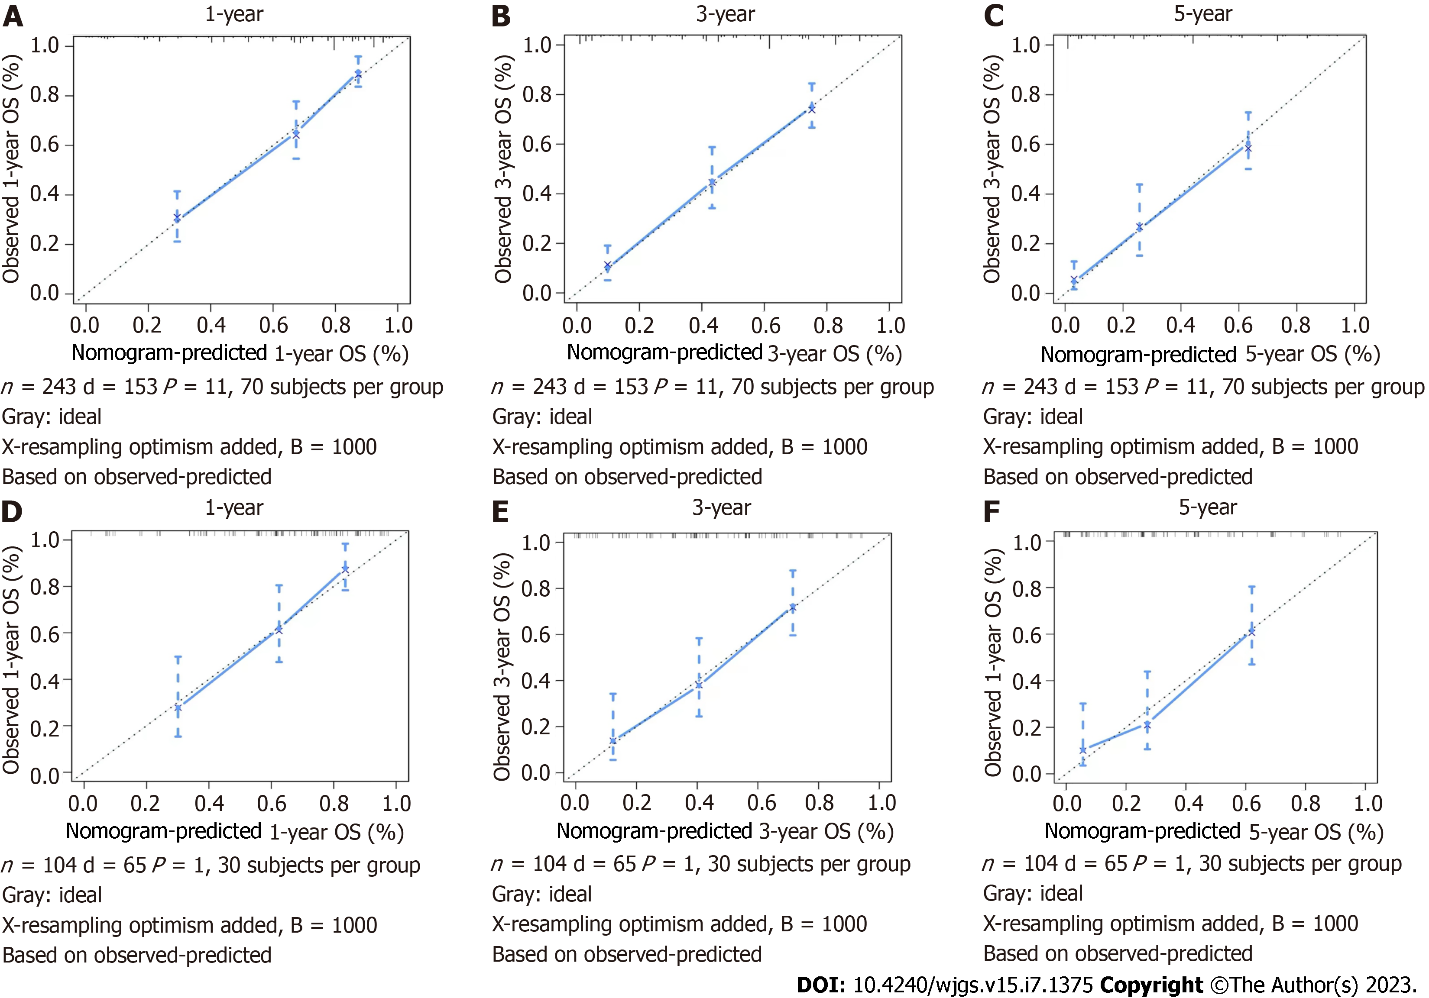 A 1-year
Observed 1-year OS (%)
1.0
0.8
0.6
0.4
0.2
0.0
0.0 0.2 0.4 0.6 0.8 1.0
Nomogram-predicted 1-year OS (%)
n = 243 d = 153 P = 11, 70 subjects per group
Gray: ideal
X-resampling optimism added, B = 1000
Based on observed-predicted
B 3-year
Observed 3-year OS (%)
1.0
0.8
0.6
0.4
0.2
0.0
0.0 0.2 0.4 0.6 0.8 1.0
Nomogram-predicted 3-year OS (%)
n = 243 d = 153 P = 11, 70 subjects per group
Gray: ideal
X-resampling optimism added, B = 1000
Based on observed-predicted
C 5-year
Observed 3-year OS (%)
1.0
0.8
0.6
0.4
0.2
0.0
0.0 0.2 0.4 0.6 0.8 1.0
Nomogram-predicted 5-year OS (%)
n = 243 d = 153 P = 11, 70 subjects per group
Gray: ideal
X-resampling optimism added, B = 1000
Based on observed-predicted
D 1-year
Observed 1-year OS (%)
1.0
0.8
0.6
0.4
0.2
0.0
0.0 0.2 0.4 0.6 0.8 1.0
Nomogram-predicted 1-year OS (%)
n = 104 d = 65 P = 1, 30 subjects per group
Gray: ideal
X-resampling optimism added, B = 1000
Based on observed-predicted
E 3-year
Observed 3-year OS (%)
1.0
0.8
0.6
0.4
0.2
0.0
0.0 0.2 0.4 0.6 0.8 1.0
Nomogram-predicted 3-year OS (%)
n = 104 d = 65 P = 1, 30 subjects per group
Gray: ideal
X-resampling optimism added, B = 1000
Based on observed-predicted
F 5-year
Observed 1-year OS (%)
1.0
0.8
0.6
0.4
0.2
0.0
0.0 0.2 0.4 0.6 0.8 1.0
Nomogram-predicted 5-year OS (%)
n = 104 d = 65 P = 1, 30 subjects per group
Gray: ideal
X-resampling optimism added, B = 1000
Based on observed-predicted
DOI: 10.4240/wjgs.v15.i7.1375 Copyright ©The Author(s) 2023.